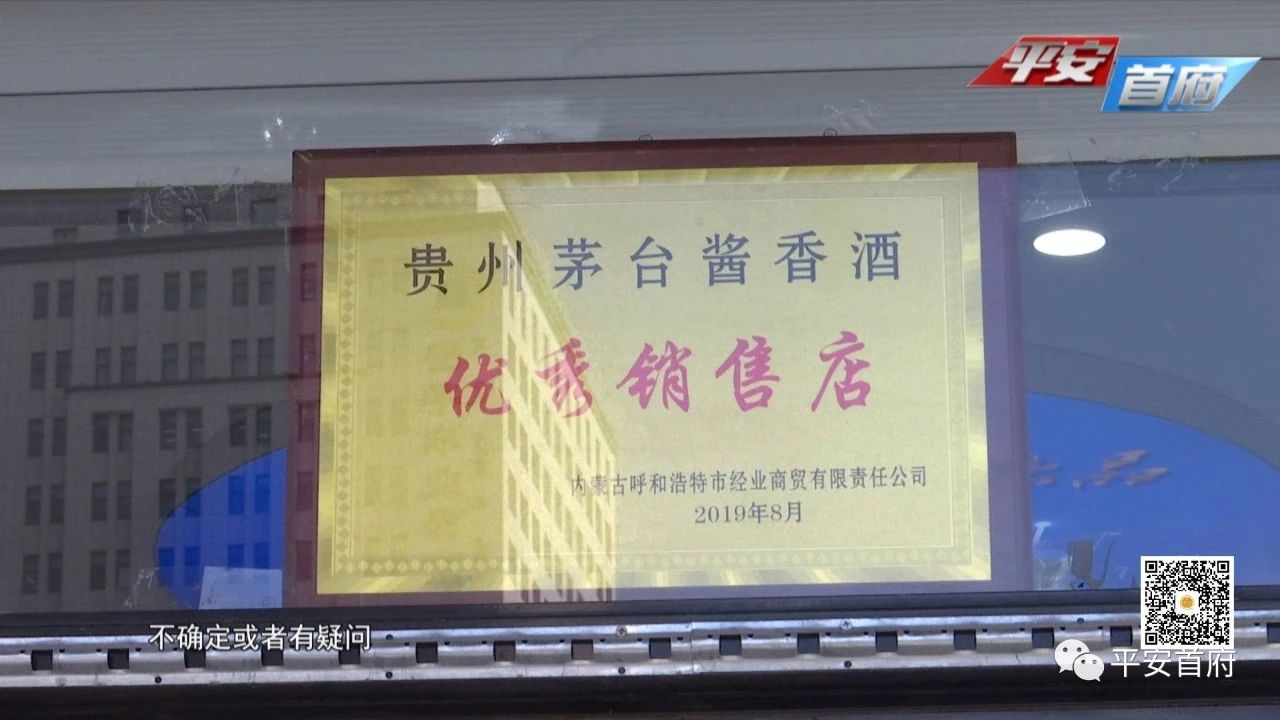 平安
首府
贵州茅台酱香酒
优秀销售店
内蒙古呼和浩特市经业商贸有限责任公司
2019年8月
不确定或者有疑问
平安首府